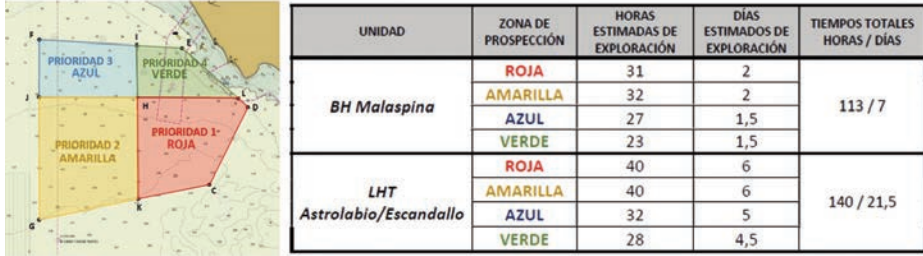 F
I
E
PRIORIDAD 3
AZUL
PRIORIDAD 4
VERDE
J
H
L
D
PRIORIDAD 1-
ROJA
PRIORIDAD 2
AMARILLA
C
K
G
UNIDAD
ZONA DE
PROSPECCIÓN
HORAS
ESTIMADAS DE
EXPLORACIÓN
DÍAS
ESTIMADOS DE
EXPLORACIÓN
TIEMPOS TOTALES
HORAS / DÍAS
BH Malaspina
ROJA 31 2
AMARILLA 32 2
AZUL 27 1,5
VERDE 23 1,5
113 / 7
LHT
Astrolabio/Escandallo
ROJA 40 6
AMARILLA 40 6
AZUL 32 5
VERDE 28 4,5
140 / 21,5